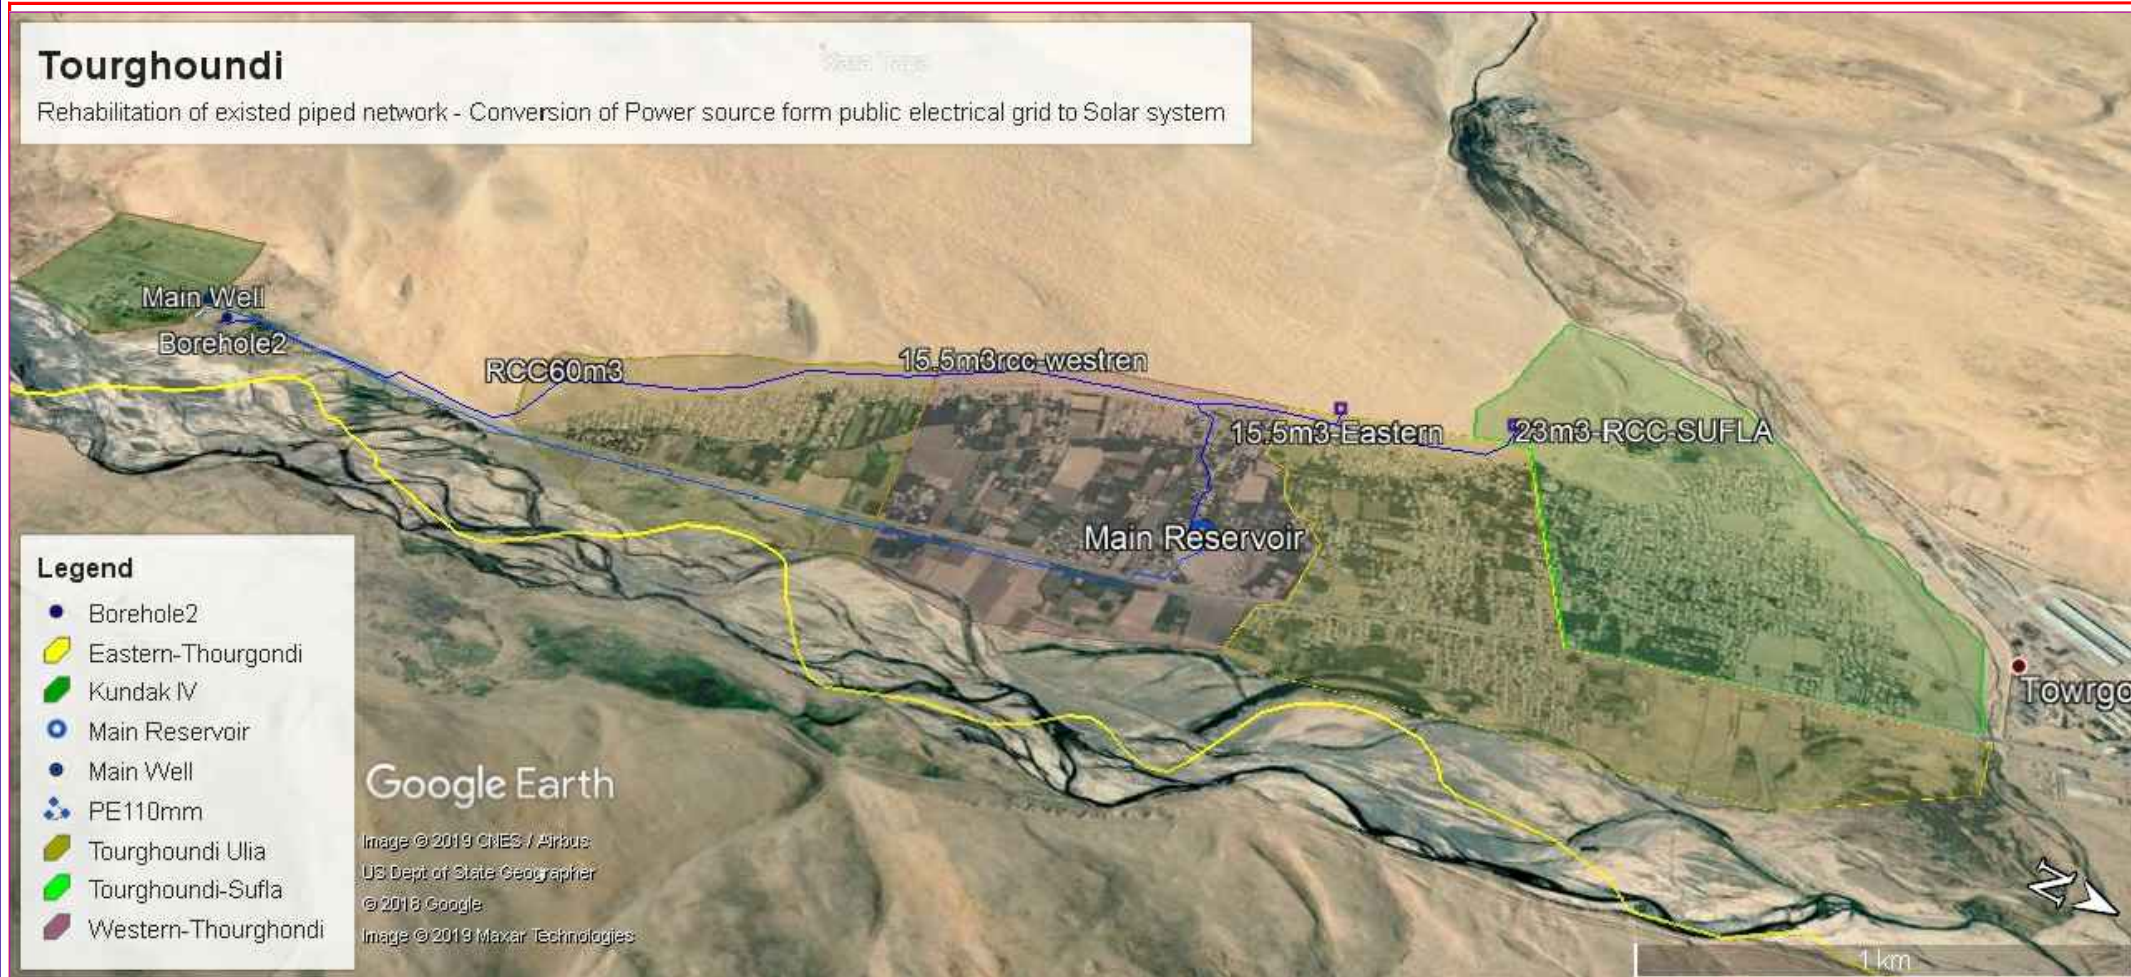 Tourghoundi
Rehabilitation of existed piped network - Conversion of Power source form public electrical grid to Solar system
Main Well
Borehole2
RCC60m3
15.5m3rcc-westren
15.5m3-Eastern
23m3-RCC-SUFLA
Main Reservoir
Towrgo
Legend
Borehole2
Eastern-Thourgondi
Kundak IV
Main Reservoir
Main Well
PE110mm
Tourghoundi Ulia
Tourghoundi-Sufla
Western-Thourghondi
Google Earth
Image © 2019 CNES / Airbus
US Dept of State Geographer
© 2018 Google
Image © 2019 Maxar Technologies
N
1 km